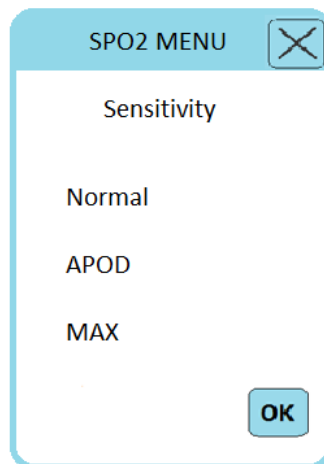 SPO2 MENU
Sensitivity
Normal
APOD
MAX
OK